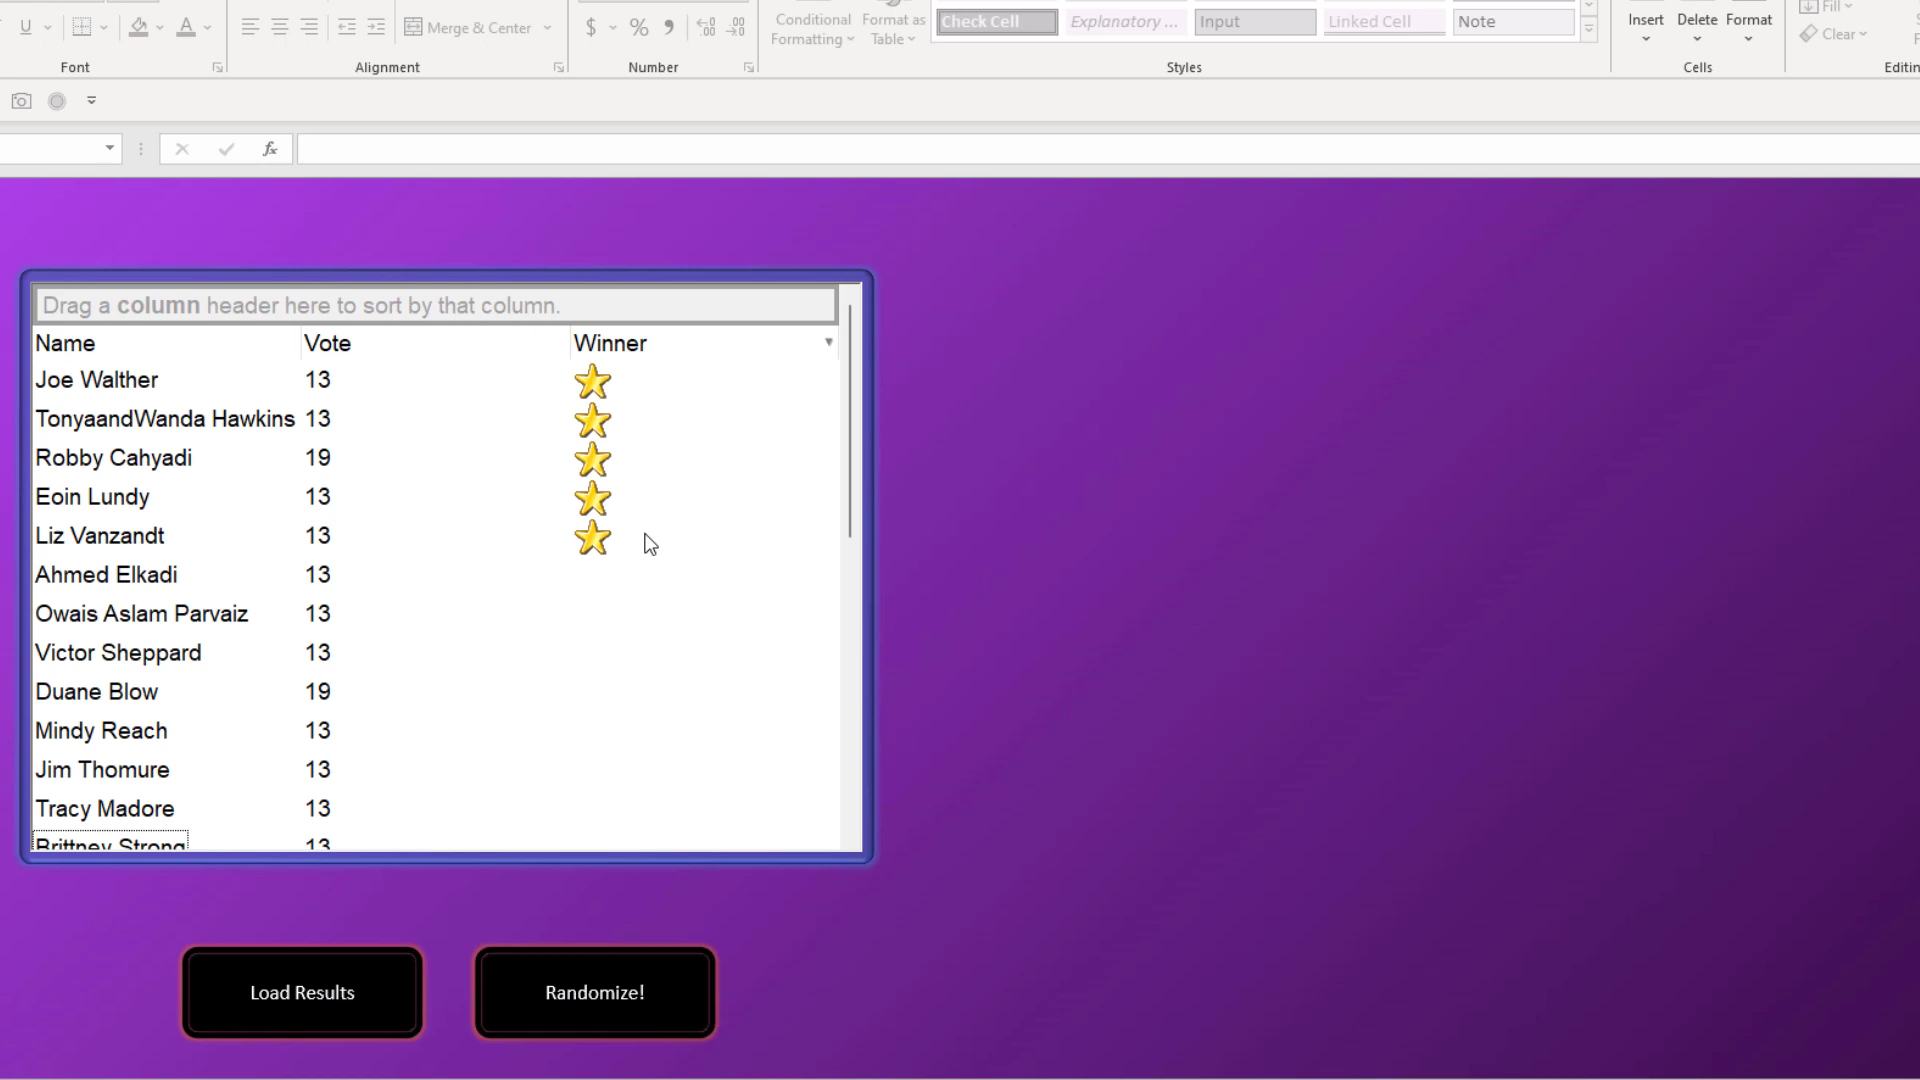 U
A
Merge & Center
$
%
Conditional
Formatting
Format as
Table
Check Cell
Explanatory ...
Input
Linked Cell
Note
Insert
Delete
Format
Fill
Clear
Font
Alignment
Number
Styles
Cells
fx
Drag a column header here to sort by that column.
Name Vote Winner
Joe Walther 13
TonyaandWanda Hawkins 13
Robby Cahyadi 19
Eoin Lundy 13
Liz Vanzandt 13
Ahmed Elkadi 13
Owais Aslam Parvaiz 13
Victor Sheppard 13
Duane Blow 19
Mindy Reach 13
Jim Thomure 13
Tracy Madore 13
Brittney Strong 13
Load Results
Randomize!